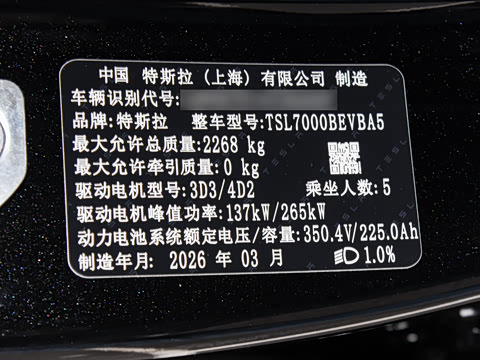 中国 特斯拉 (上海) 有限公司 制造
车辆识别代号:
品牌:特斯拉 整车型号:TSL7000BEVBA5
最大允许总质量:2268 kg
最大允许牵引质量:0 kg
驱动电机型号:3D3/4D2 乘坐人数:5
驱动电机峰值功率:137kW/265kW
动力电池系统额定电压/容量:350.4V/225.0Ah
制造年月: 2026 年 03 月 1.0%